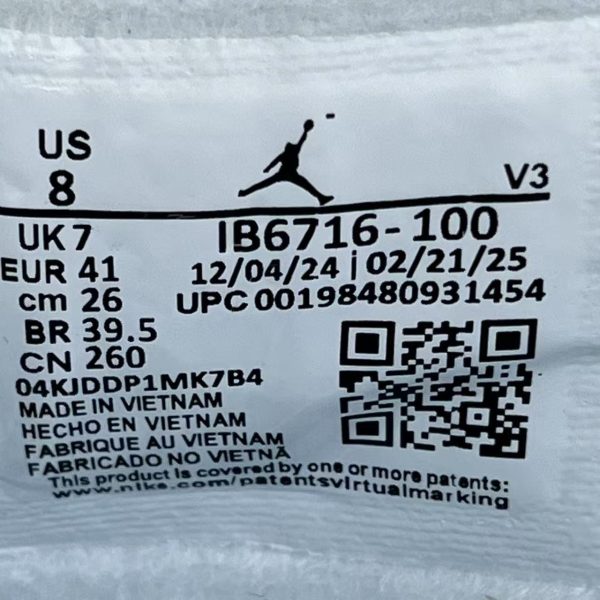 US
8
V3
UK 7
IB6716-100
EUR 41
12/04/24 | 02/21/25
cm 26
UPC 00198480931454
BR 39.5
CN 260
04KJDDP1MK7B4
MADE IN VIETNAM
HECHO EN VIETNAM
FABRIQUE AU VIETNAM
FABRICADO NO VIETNÃ
This product is covered by one or more patents:
www.nike.com/patentsvirtualmarking